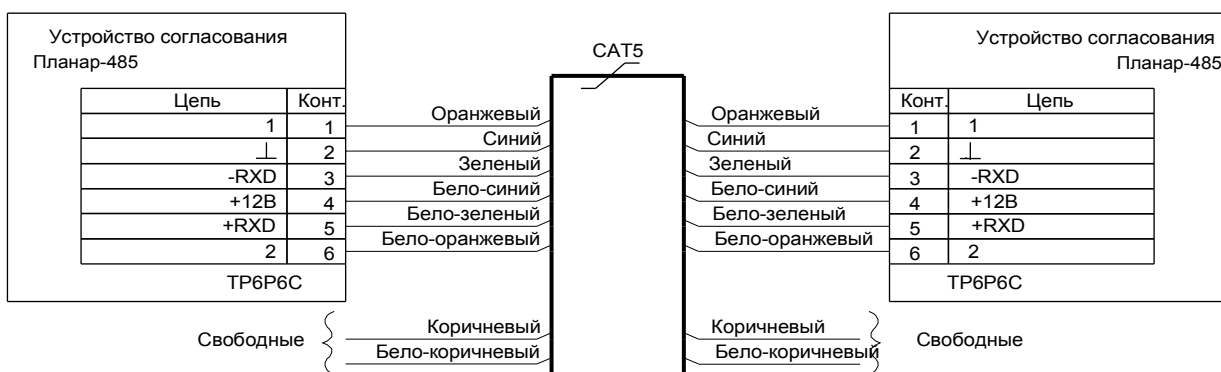 Устройство согласования
Планар-485
Цепь Конт.
1 1
⊥ 2
-RXD 3
+12В 4
+RXD 5
2 6
TP6P6C
Оранжевый
Синий
Зеленый
Бело-синий
Бело-зеленый
Бело-оранжевый
Свободные
Коричневый
Бело-коричневый
CAT5
Оранжевый
Синий
Зеленый
Бело-синий
Бело-зеленый
Бело-оранжевый
Коричневый
Бело-коричневый
Свободные
Устройство согласования
Планар-485
Конт. Цепь
1 1
2 ⊥
3 -RXD
4 +12В
5 +RXD
6 2
TP6P6C